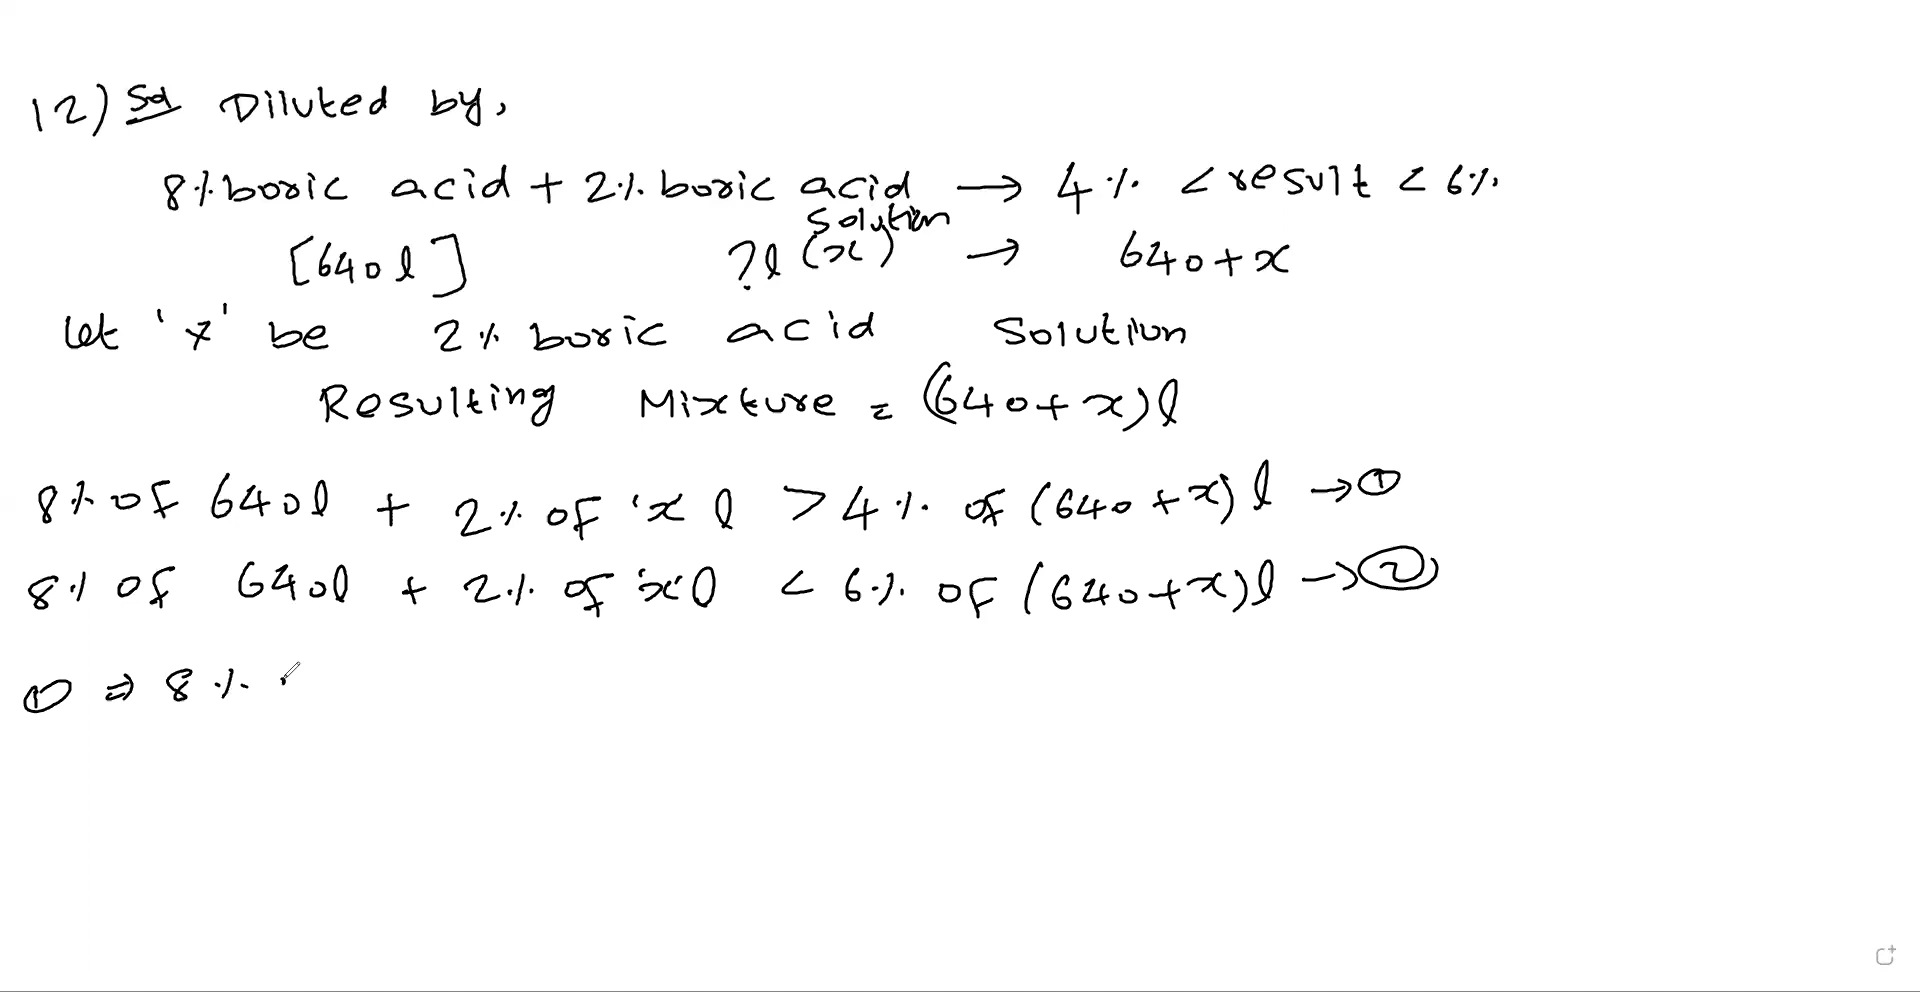 12) Sol Diluted by,
8% boric acid + 2% boric acid solution → 4% < result < 6%
[640 l] ? l (x) → 640 + x
let 'x' be 2% boric acid solution
Resulting Mixture = (640 + x) l
8% of 640 l + 2% of 'x l > 4% of (640 + x) l → ①
8% of 640 l + 2% of 'x' l < 6% of (640 + x) l → ②
① ⇒ 8%